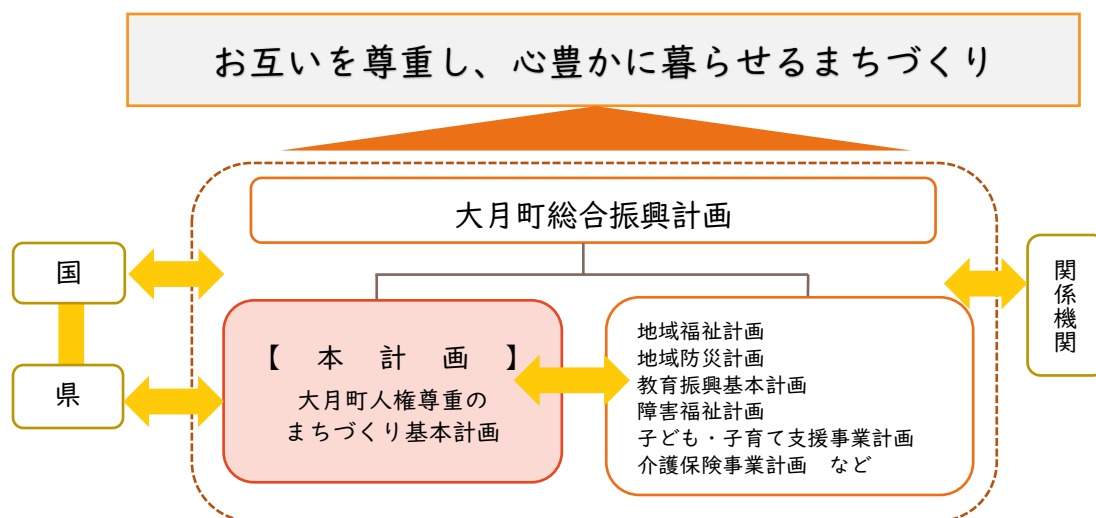 お互いを尊重し、心豊かに暮らせるまちづくり
大月町総合振興計画
国
県
関係機関
【　本　計　画　】
大月町人権尊重の
まちづくり基本計画
地域福祉計画
地域防災計画
教育振興基本計画
障害福祉計画
子ども・子育て支援事業計画
介護保険事業計画　など